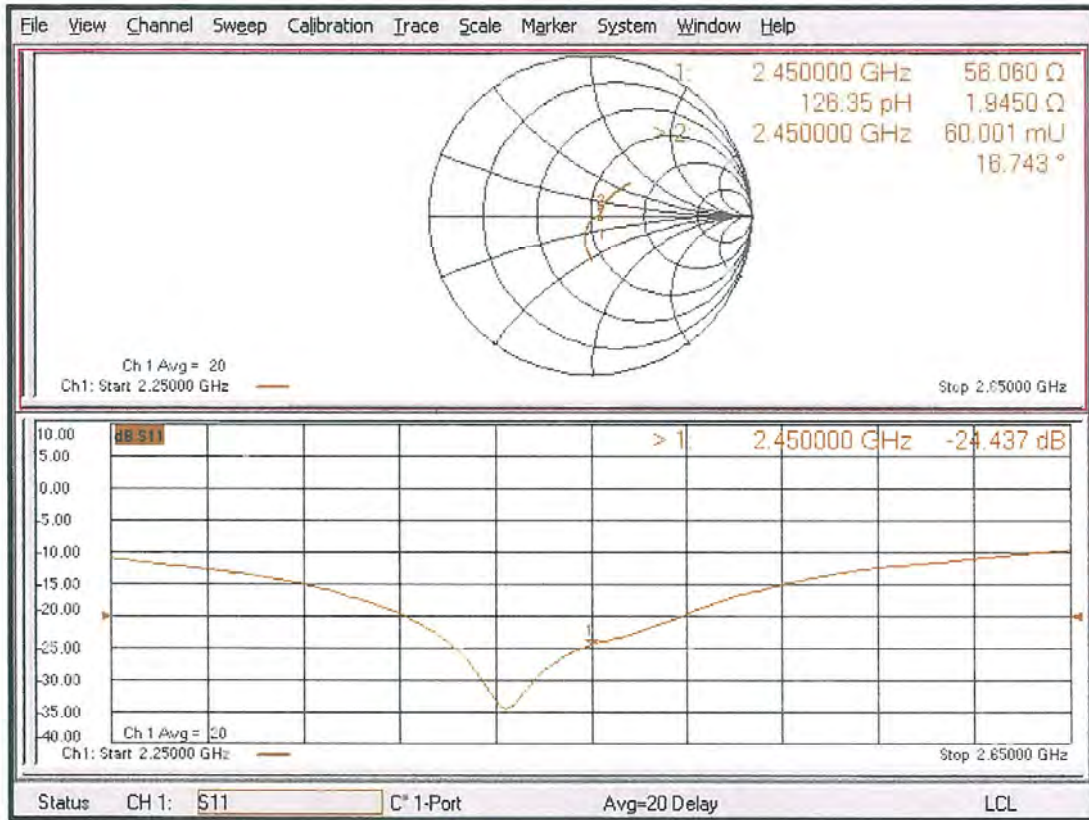 File View Channel Sweep Calibration Trace Scale Marker System Window Help
1: 2.450000 GHz 56.060 Ω
126.35 pH 1.9450 Ω
> 2: 2.450000 GHz 60.001 mU
16.743 °
2
1
Ch 1 Avg = 20
Ch1: Start 2.25000 GHz
Stop 2.65000 GHz
10.00
dB S11
> 1: 2.450000 GHz -24.437 dB
5.00
0.00
-5.00
-10.00
-15.00
-20.00
1
-25.00
-30.00
-35.00
-40.00
Ch 1 Avg = 20
Ch1: Start 2.25000 GHz
Stop 2.65000 GHz
Status CH 1: S11 C* 1-Port Avg=20 Delay LCL